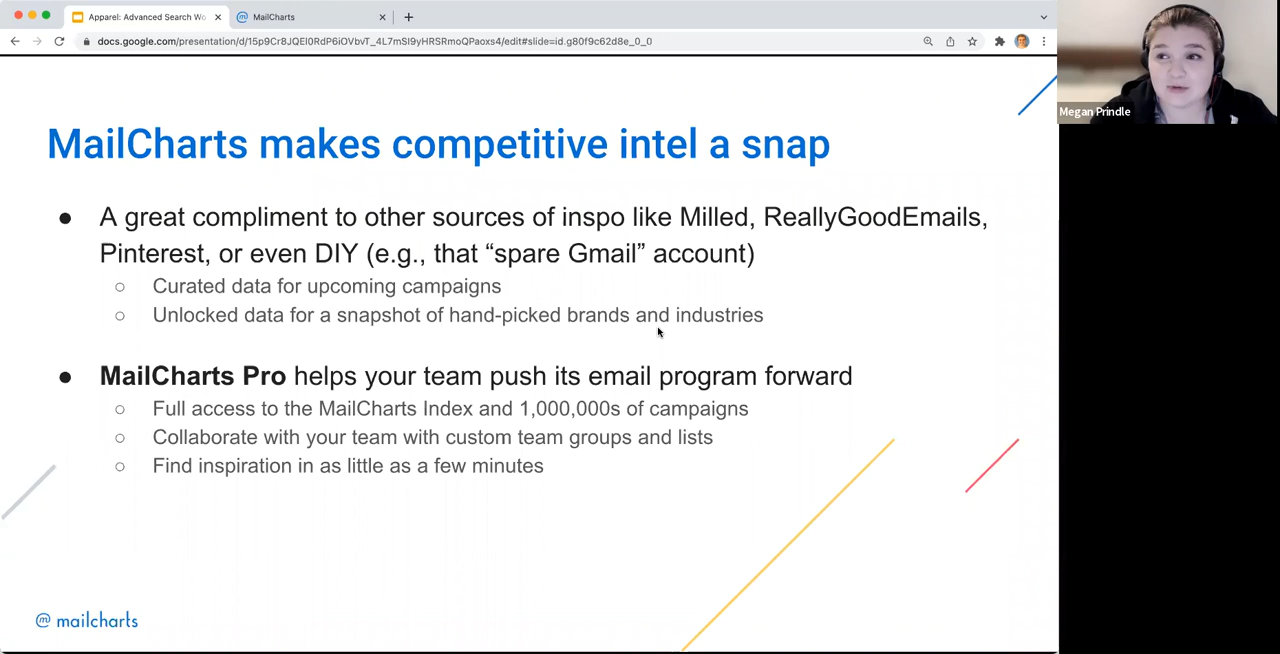 Apparel: Advanced Search Wo
MailCharts
docs.google.com/presentation/d/15p9Cr8JQEI0RdP6iOVbvT_4L7mSI9yHRSRmoQPaoxs4/edit#slide=id.g80f9c62d8e_0_0
Megan Prindle
MailCharts makes competitive intel a snap
● A great compliment to other sources of inspo like Milled, ReallyGoodEmails,
Pinterest, or even DIY (e.g., that “spare Gmail” account)
○ Curated data for upcoming campaigns
○ Unlocked data for a snapshot of hand-picked brands and industries
● MailCharts Pro helps your team push its email program forward
○ Full access to the MailCharts Index and 1,000,000s of campaigns
○ Collaborate with your team with custom team groups and lists
○ Find inspiration in as little as a few minutes
@ mailcharts